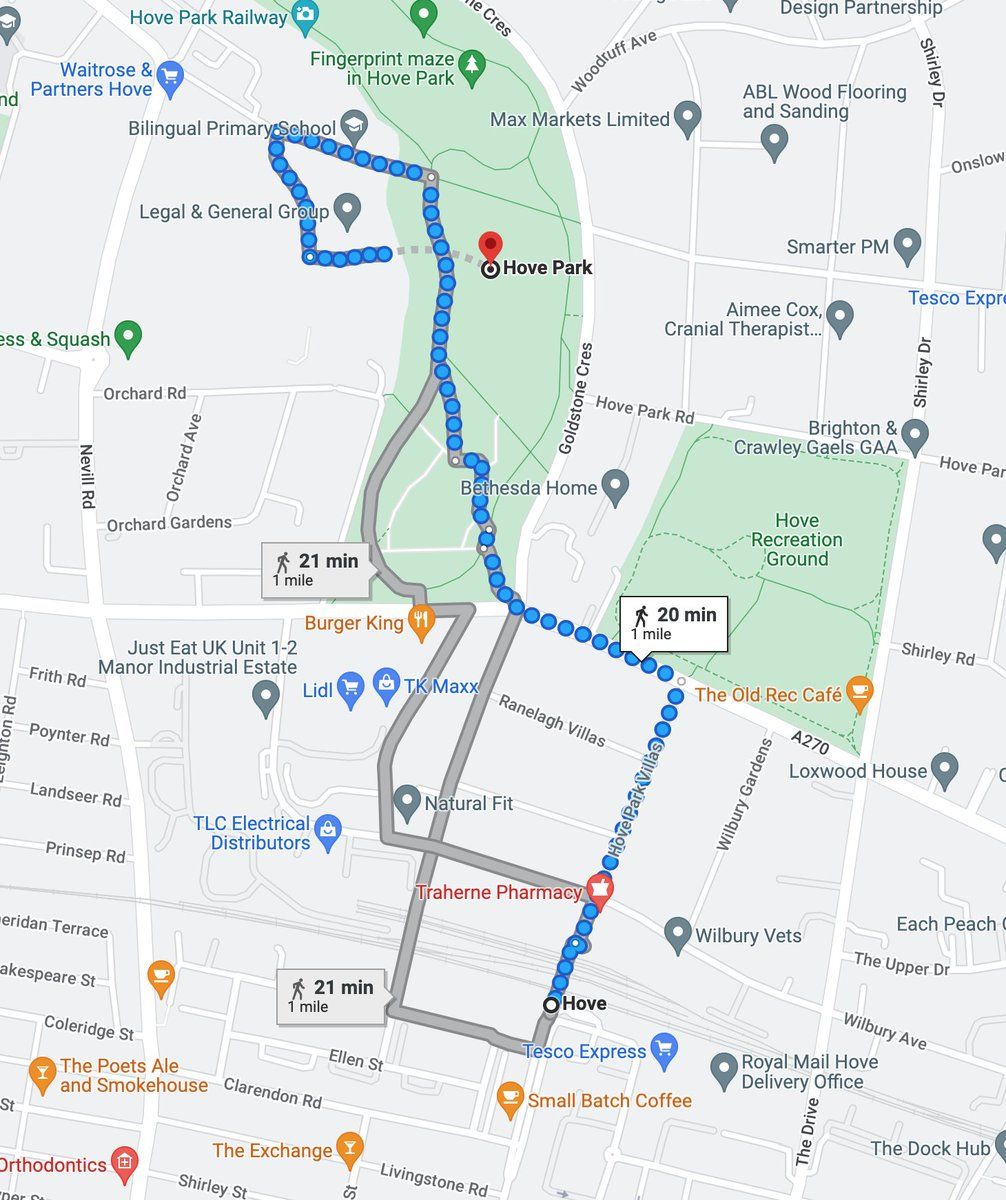 Hove Park Railway
Design Partnership
Fingerprint maze
in Hove Park
Woodruff Ave
Shirley Dr
Waitrose &
Partners Hove
Bilingual Primary School
Max Markets Limited
ABL Wood Flooring
and Sanding
Legal & General Group
Smarter PM
Hove Park
Aimee Cox,
Cranial Therapist...
Tesco Expre
ess & Squash
Orchard Rd
Orchard Ave
Goldstone Cres
Shirley Dr
Hove Park Rd
Brighton &
Crawley Gaels GAA
Hove Par
Nevill Rd
Bethesda Home
Orchard Gardens
Hove
Recreation
Ground
21 min
1 mile
20 min
1 mile
Burger King
Just Eat UK Unit 1-2
Manor Industrial Estate
Shirley Rd
Frith Rd
Lidl
TK Maxx
The Old Rec Café
Ranelagh Villas
A270
Poynter Rd
Loxwood House
Hove Park Villas
Wilbury Gardens
Landseer Rd
Natural Fit
TLC Electrical
Distributors
Prinsep Rd
Traherne Pharmacy
eridan Terrace
Wilbury Vets
Each Peach
The Upper Dr
akespeare St
21 min
1 mile
Hove
Coleridge St
Wilbury Ave
Ellen St
Tesco Express
The Poets Ale
and Smokehouse
Royal Mail Hove
Delivery Office
Clarendon Rd
Small Batch Coffee
The Drive
The Exchange
The Dock Hub
Orthodontics
Livingstone Rd
Shirley St
St